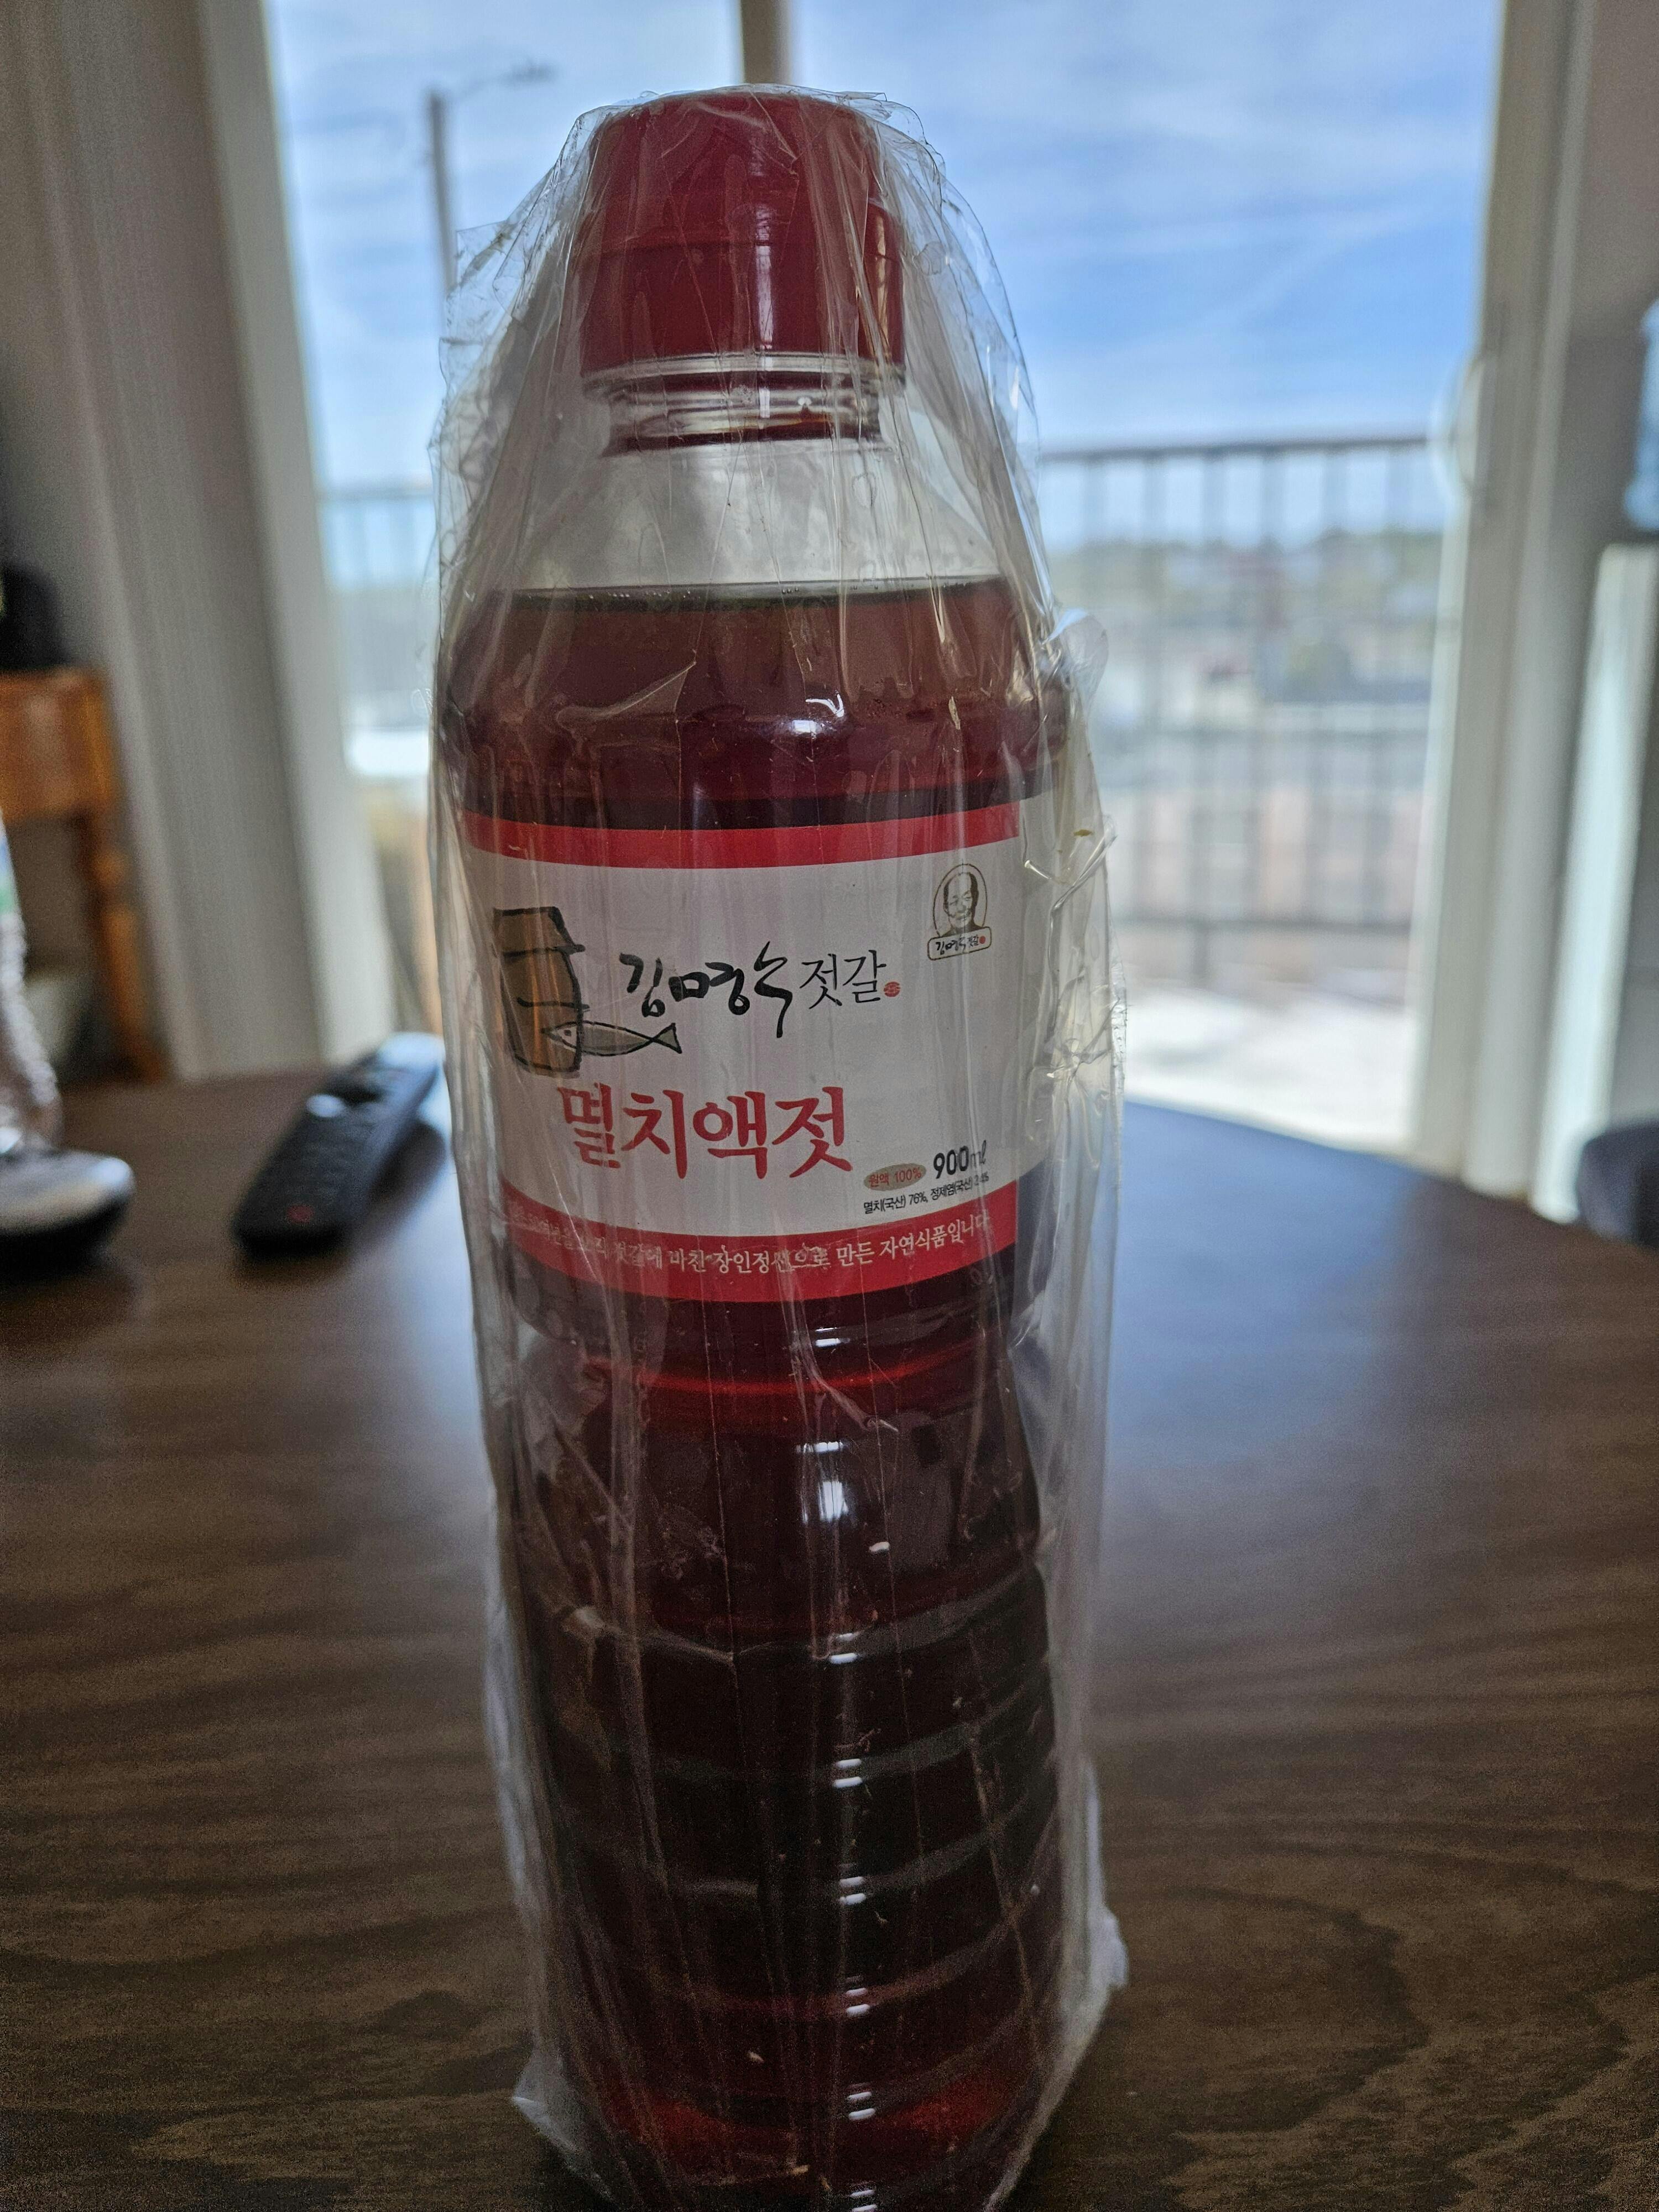 김명수젓갈
김명수젓갈
멸치액젓
원액 100% 900ml
멸치(국산) 76%, 정제염(국산) 24%
젓갈에 바친 장인정신으로 만든 자연식품입니다